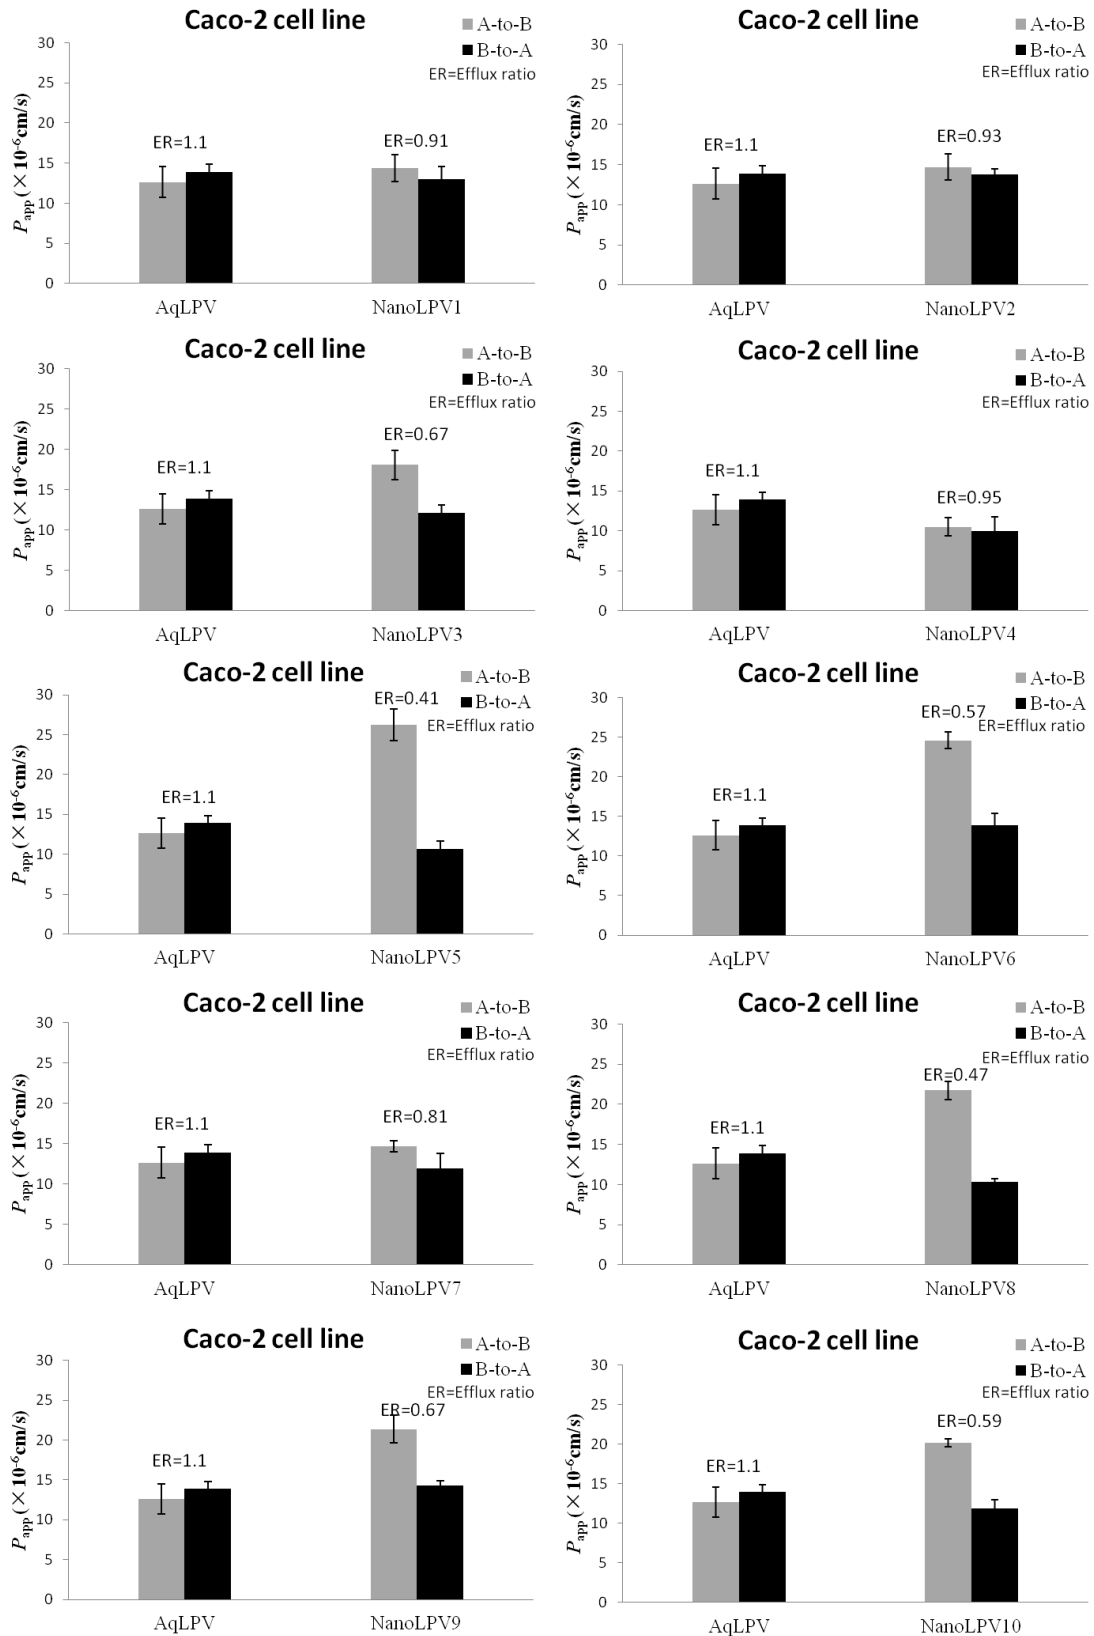 Caco-2 cell line
A-to-B
B-to-A
ER=Efflux ratio
Papp (×10-6cm/s)
30
25
20
15
10
5
0
ER=1.1
ER=0.91
AqLPV
NanoLPV1
Caco-2 cell line
A-to-B
B-to-A
ER=Efflux ratio
Papp (×10-6cm/s)
30
25
20
15
10
5
0
ER=1.1
ER=0.93
AqLPV
NanoLPV2
Caco-2 cell line
A-to-B
B-to-A
ER=Efflux ratio
Papp (×10-6cm/s)
30
25
20
15
10
5
0
ER=1.1
ER=0.67
AqLPV
NanoLPV3
Caco-2 cell line
A-to-B
B-to-A
ER=Efflux ratio
Papp (×10-6cm/s)
30
25
20
15
10
5
0
ER=1.1
ER=0.95
AqLPV
NanoLPV4
Caco-2 cell line
A-to-B
B-to-A
ER=Efflux ratio
Papp (×10-6cm/s)
30
25
20
15
10
5
0
ER=1.1
ER=0.41
AqLPV
NanoLPV5
Caco-2 cell line
A-to-B
B-to-A
ER=Efflux ratio
Papp (×10-6cm/s)
30
25
20
15
10
5
0
ER=1.1
ER=0.57
AqLPV
NanoLPV6
Caco-2 cell line
A-to-B
B-to-A
ER=Efflux ratio
Papp (×10-6cm/s)
30
25
20
15
10
5
0
ER=1.1
ER=0.81
AqLPV
NanoLPV7
Caco-2 cell line
A-to-B
B-to-A
ER=Efflux ratio
Papp (×10-6cm/s)
30
25
20
15
10
5
0
ER=1.1
ER=0.47
AqLPV
NanoLPV8
Caco-2 cell line
A-to-B
B-to-A
ER=Efflux ratio
Papp (×10-6cm/s)
30
25
20
15
10
5
0
ER=1.1
ER=0.67
AqLPV
NanoLPV9
Caco-2 cell line
A-to-B
B-to-A
ER=Efflux ratio
Papp (×10-6cm/s)
30
25
20
15
10
5
0
ER=1.1
ER=0.59
AqLPV
NanoLPV10